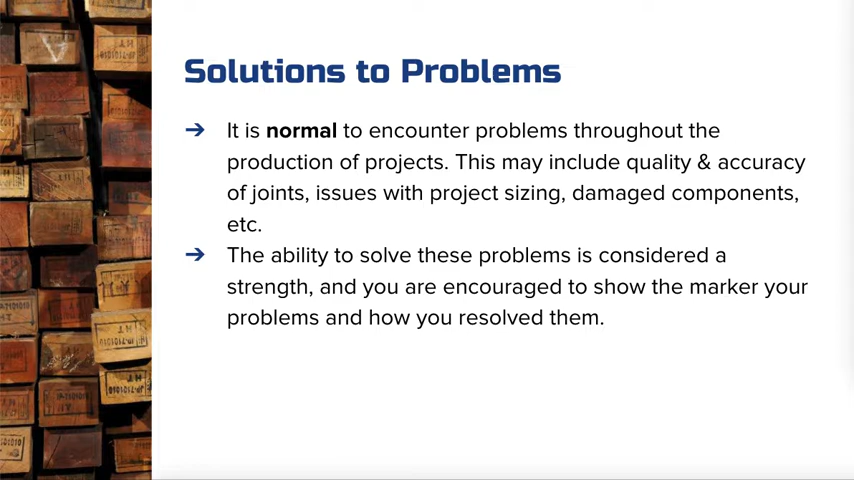 Solutions to Problems
➔ It is normal to encounter problems throughout the
production of projects. This may include quality & accuracy
of joints, issues with project sizing, damaged components,
etc.
➔ The ability to solve these problems is considered a
strength, and you are encouraged to show the marker your
problems and how you resolved them.